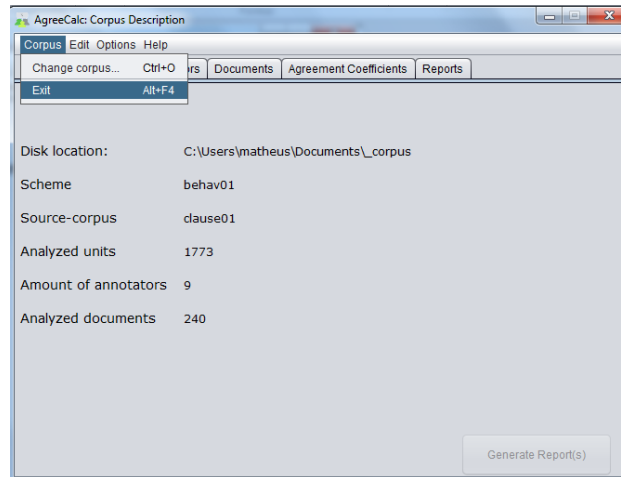 AgreeCalc: Corpus Description
Corpus Edit Options Help
Change corpus... Ctrl+O
rs Documents Agreement Coefficients Reports
Exit Alt+F4
Disk location: C:\Users\matheus\Documents\_corpus
Scheme behav01
Source-corpus clause01
Analyzed units 1773
Amount of annotators 9
Analyzed documents 240
Generate Report(s)